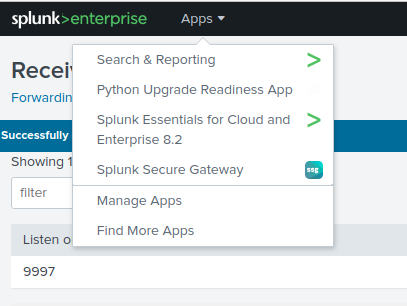 splunk>enterprise Apps
Recei
Forwardin
Successfully
Showing 1
filter
Listen o
9997
Search & Reporting
Python Upgrade Readiness App
Splunk Essentials for Cloud and
Enterprise 8.2
Splunk Secure Gateway
ssg
Manage Apps
Find More Apps